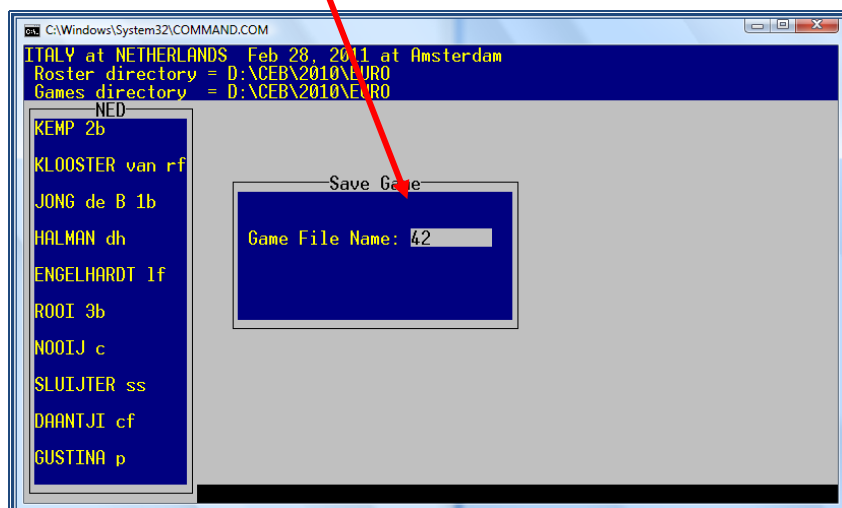 C:\Windows\System32\COMMAND.COM
ITALY at NETHERLANDS Feb 28, 2011 at Amsterdam
Roster directory = D:\CEB\2010\EURO
Games directory = D:\CEB\2010\EURO
NED
KEMP 2b
KLOOSTER van rf
JONG de B 1b
HALMAN dh
ENGELHARDT lf
ROOI 3b
NOOIJ c
SLUIJTER ss
DAANTJI cf
GUSTINA p
Save Game
Game File Name: 42